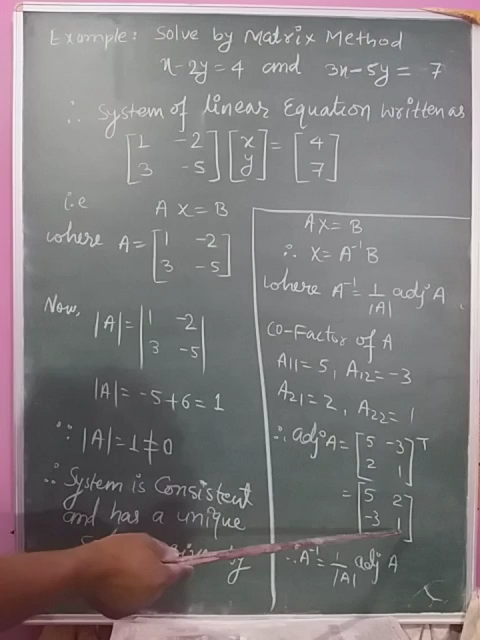 Example: Solve by Matrix Method
x-2y=4 and 3x-5y= 7
∴ System of linear Equation written as
[1 -2] [x] = [4]
[3 -5] [y] [7]
i.e A X = B
where A = [1 -2]
[3 -5]
Now, |A| = |1 -2|
|3 -5|
|A| = -5+6=1
∵ |A|=1≠0
∴ System is Consistent
and has a unique
by
AX = B
∴ X= A⁻¹B
where A⁻¹= 1/|A| adj A
Co-Factor of A
A11=5, A12=-3
A21=2, A22=1
∴ adj A = [5 -3]ᵀ
[2 1]
= [5 2]
[-3 1]
∴ A⁻¹= 1/|A| adj A